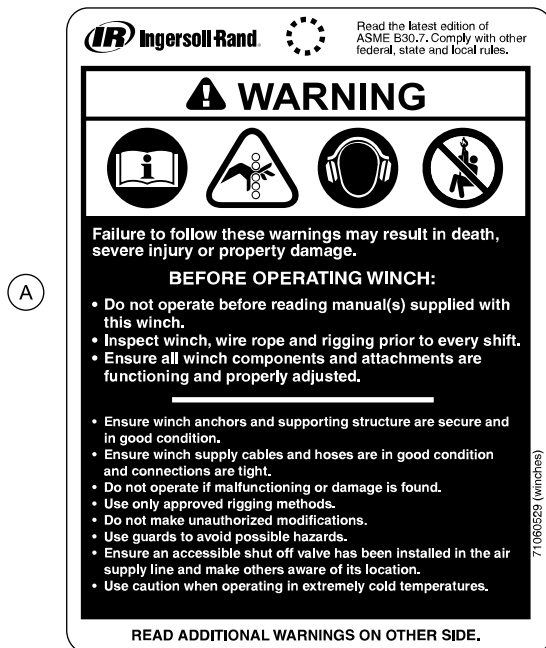 IR Ingersoll-Rand®
Read the latest edition of
ASME B30.7. Comply with other
federal, state and local rules.
WARNING
Failure to follow these warnings may result in death,
severe injury or property damage.
BEFORE OPERATING WINCH:
• Do not operate before reading manual(s) supplied with
this winch.
• Inspect winch, wire rope and rigging prior to every shift.
• Ensure all winch components and attachments are
functioning and properly adjusted.
• Ensure winch anchors and supporting structure are secure and
in good condition.
• Ensure winch supply cables and hoses are in good condition
and connections are tight.
• Do not operate if malfunctioning or damage is found.
• Use only approved rigging methods.
• Do not make unauthorized modifications.
• Use guards to avoid possible hazards.
• Ensure an accessible shut off valve has been installed in the air
supply line and make others aware of its location.
• Use caution when operating in extremely cold temperatures.
READ ADDITIONAL WARNINGS ON OTHER SIDE.
71060529 (winches)
A